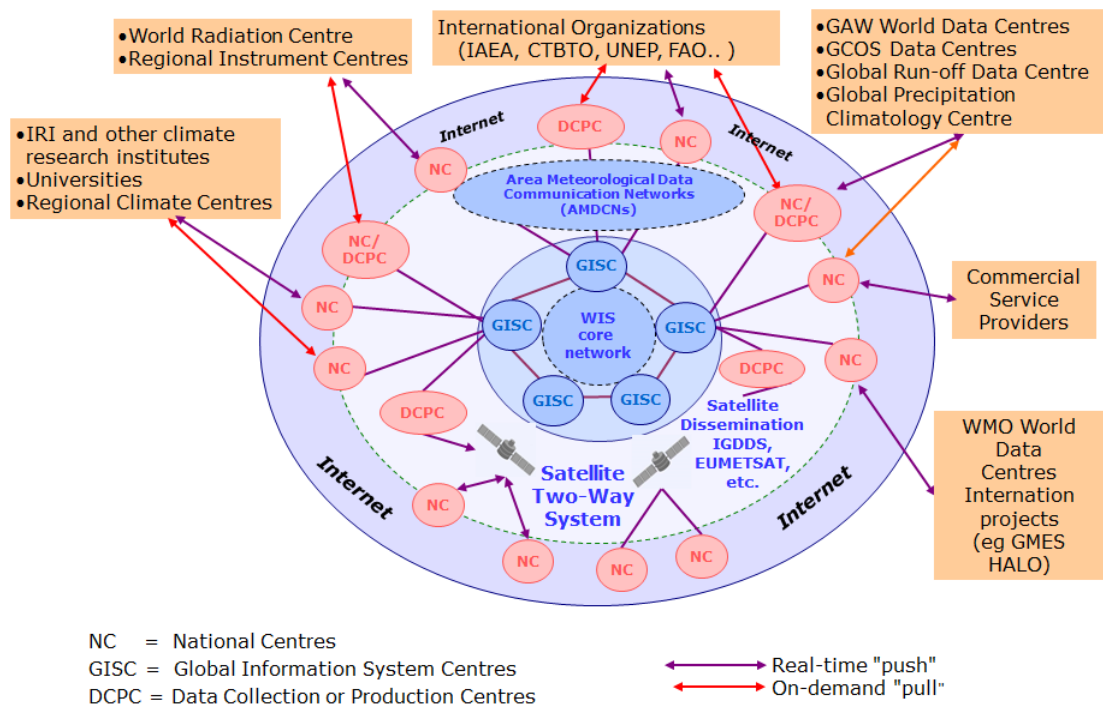 •World Radiation Centre
•Regional Instrument Centres
International Organizations
(IAEA, CTBTO, UNEP, FAO.. )
•GAW World Data Centres
•GCOS Data Centres
•Global Run-off Data Centre
•Global Precipitation
Climatology Centre
•IRI and other climate
research institutes
•Universities
•Regional Climate Centres
Internet
DCPC
NC
Internet
NC
Area Meteorological Data
Communication Networks
(AMDCNs)
NC/
DCPC
NC/
DCPC
GISC
NC
NC
Commercial
Service
Providers
GISC
WIS
core
network
GISC
NC
DCPC
NC
GISC
GISC
DCPC
Satellite
Dissemination
IGDDS,
EUMETSAT,
etc.
WMO World
Data
Centres
Internation
projects
(eg GMES
HALO)
Internet
Satellite
Two-Way
System
Internet
NC
NC
NC
NC
NC = National Centres
GISC = Global Information System Centres
DCPC = Data Collection or Production Centres
Real-time "push"
On-demand "pull"